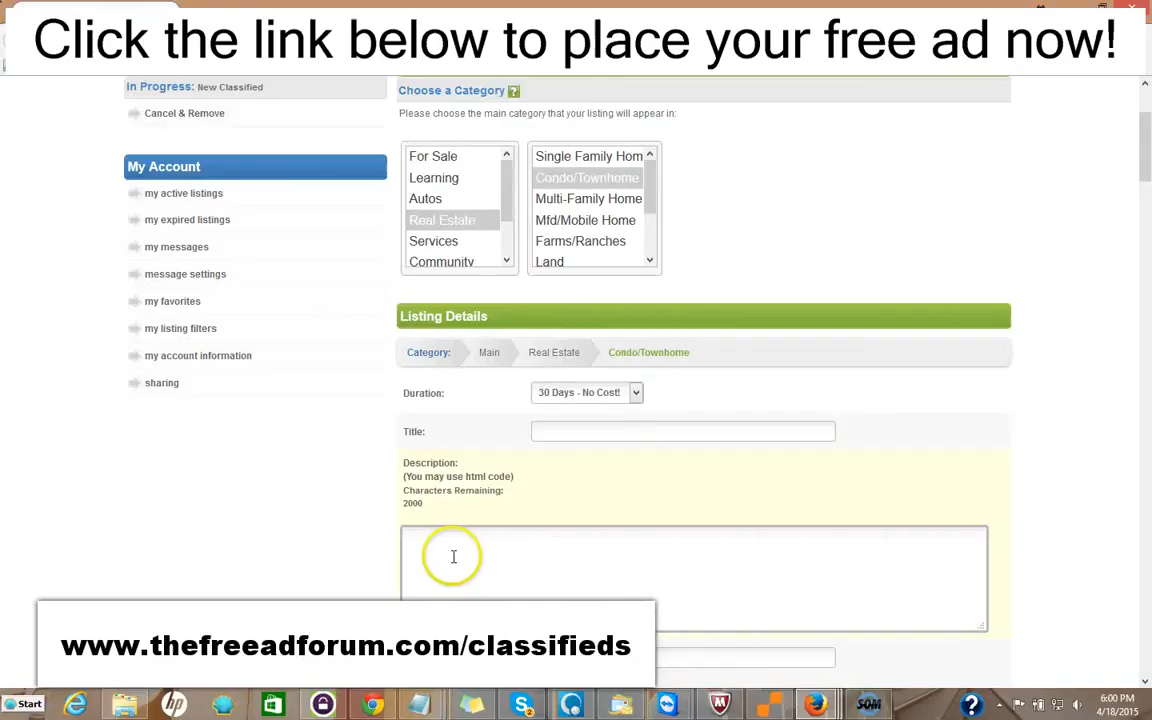 Click the link below to place your free ad now!
In Progress: New Classified
Cancel & Remove
My Account
my active listings
my expired listings
my messages
message settings
my favorites
my listing filters
my account information
sharing
Choose a Category ?
Please choose the main category that your listing will appear in:
For Sale
Learning
Autos
Real Estate
Services
Community
Single Family Hom
Condo/Townhome
Multi-Family Home
Mfd/Mobile Home
Farms/Ranches
Land
Listing Details
Category: Main Real Estate Condo/Townhome
Duration: 30 Days - No Cost!
Title:
Description:
(You may use html code)
Characters Remaining:
2000
www.thefreeadforum.com/classifieds
Start
6:00 PM
4/18/2015